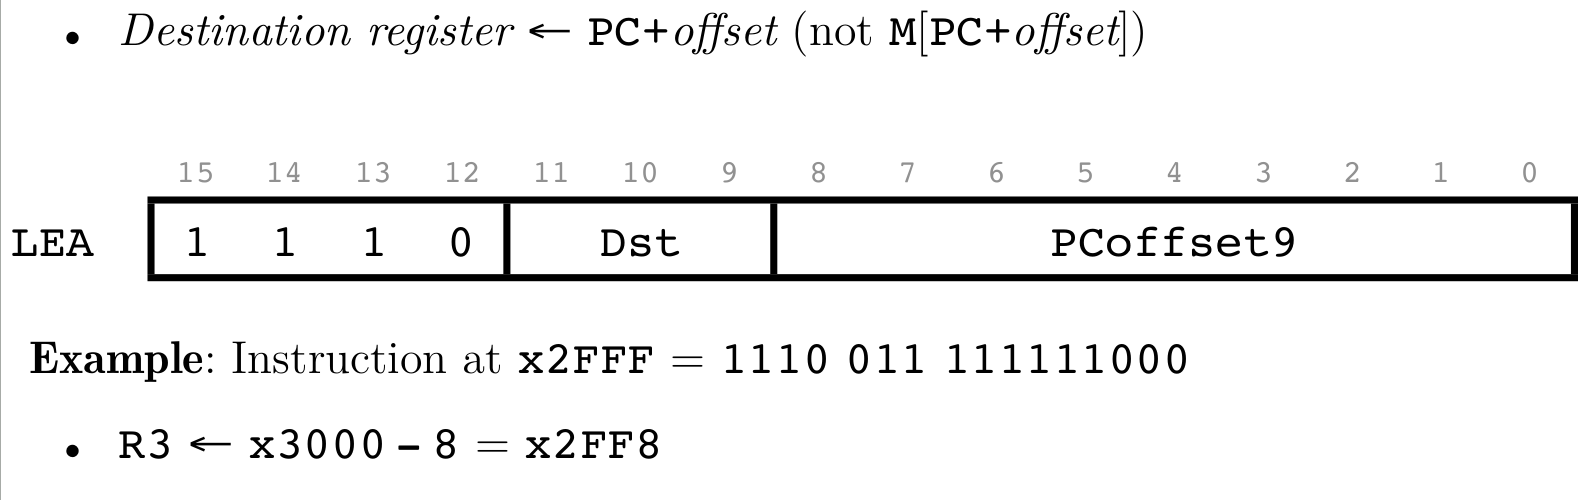 • Destination register ← PC+offset (not M[PC+offset])
15 14 13 12 11 10 9 8 7 6 5 4 3 2 1 0
LEA 1 1 1 0 Dst PCoffset9
Example: Instruction at x2FFF = 1110 011 111111000
• R3 ← x3000 – 8 = x2FF8